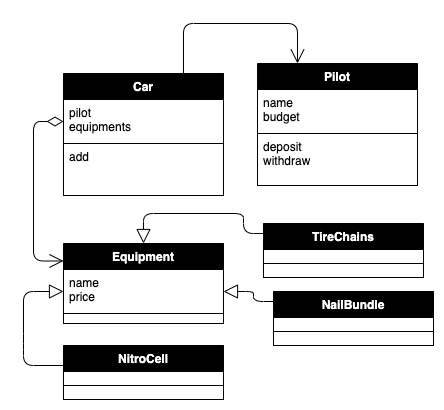 Car
pilot
equipments
add
Pilot
name
budget
deposit
withdraw
Equipment
name
price
TireChains
NailBundle
NitroCell